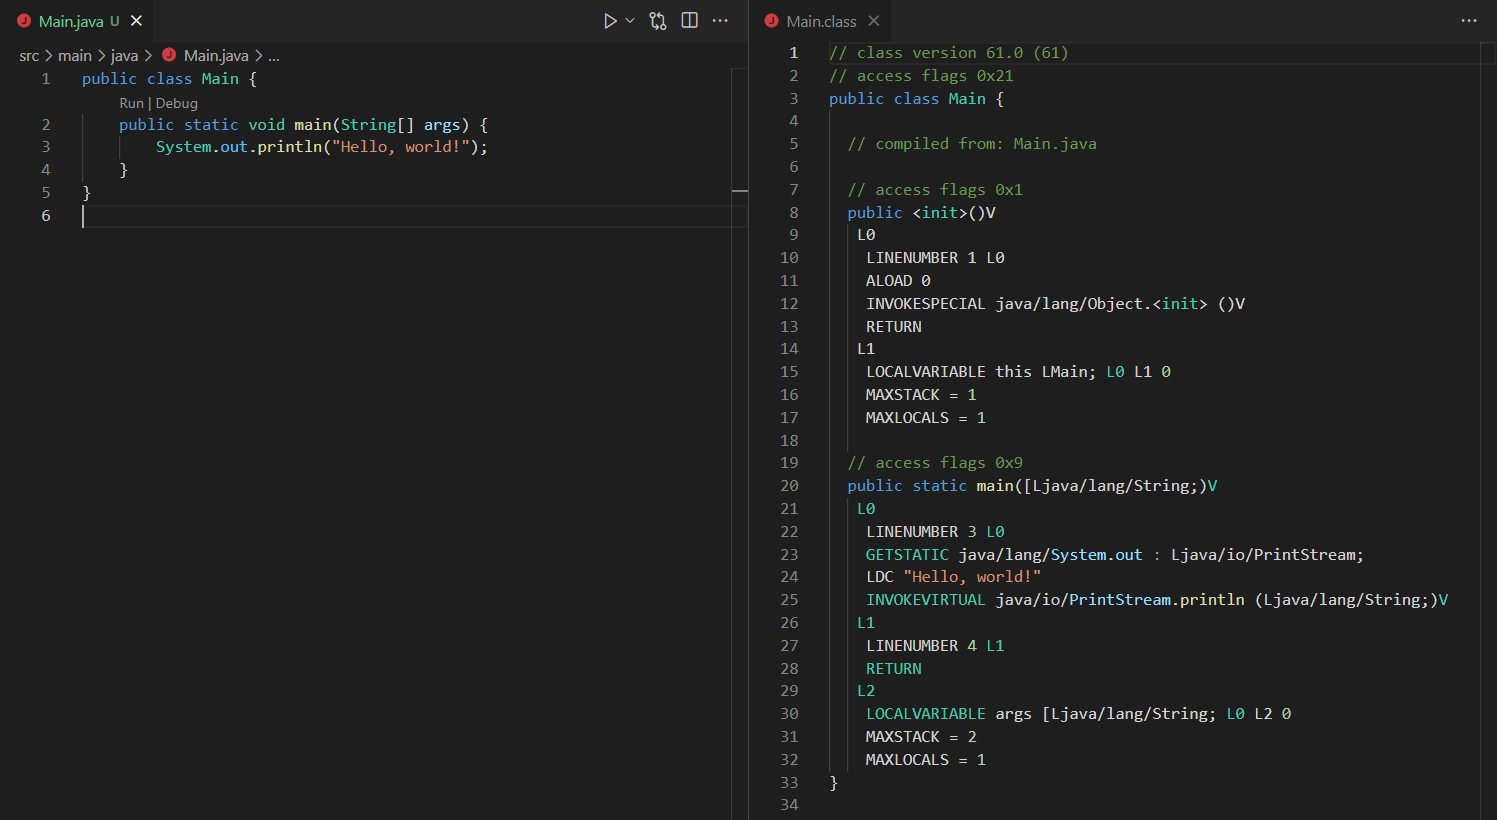 Main.java U
src > main > java > Main.java > ...
1 public class Main {
Run | Debug
2 public static void main(String[] args) {
3 System.out.println("Hello, world!");
4 }
5 }
6
Main.class
1 // class version 61.0 (61)
2 // access flags 0x21
3 public class Main {
4
5 // compiled from: Main.java
6
7 // access flags 0x1
8 public <init>()V
9 L0
10 LINENUMBER 1 L0
11 ALOAD 0
12 INVOKESPECIAL java/lang/Object.<init> ()V
13 RETURN
14 L1
15 LOCALVARIABLE this LMain; L0 L1 0
16 MAXSTACK = 1
17 MAXLOCALS = 1
18
19 // access flags 0x9
20 public static main([Ljava/lang/String;)V
21 L0
22 LINENUMBER 3 L0
23 GETSTATIC java/lang/System.out : Ljava/io/PrintStream;
24 LDC "Hello, world!"
25 INVOKEVIRTUAL java/io/PrintStream.println (Ljava/lang/String;)V
26 L1
27 LINENUMBER 4 L1
28 RETURN
29 L2
30 LOCALVARIABLE args [Ljava/lang/String; L0 L2 0
31 MAXSTACK = 2
32 MAXLOCALS = 1
33 }
34